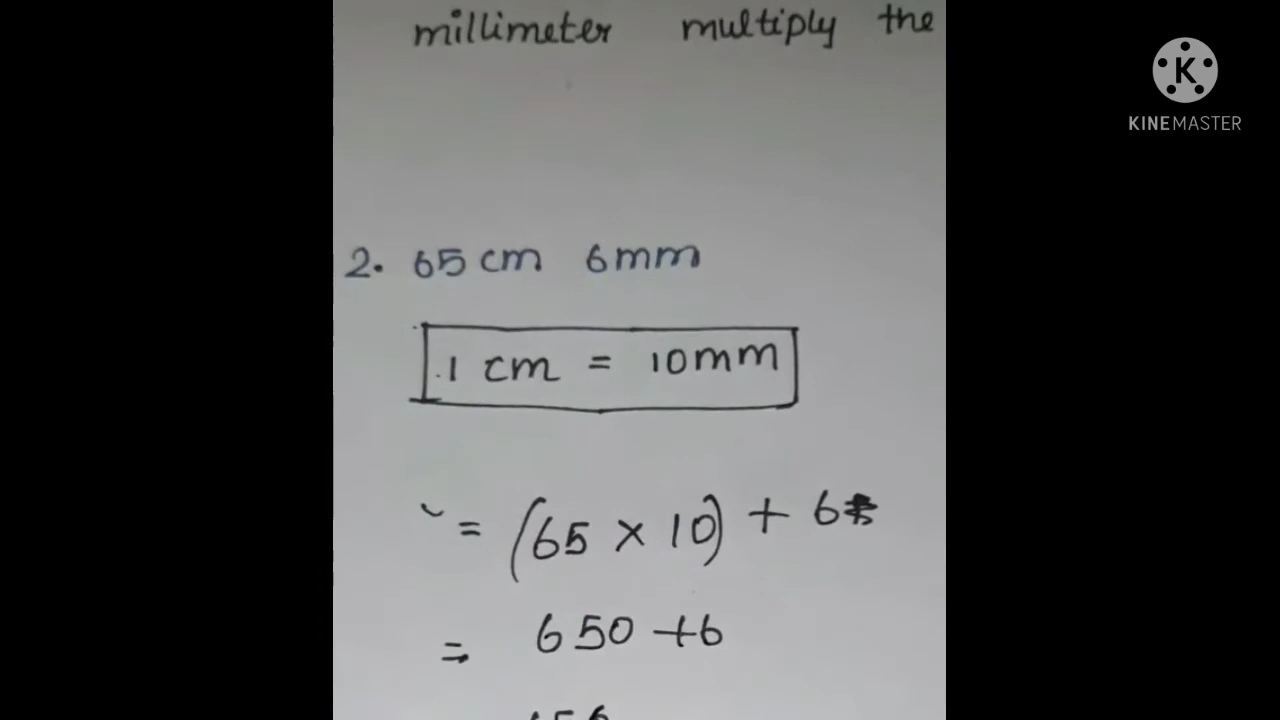 millimeter multiply the
KINEMASTER
2. 65 cm 6mm
1 cm = 10mm
= (65 × 10) + 6
= 650 + 6